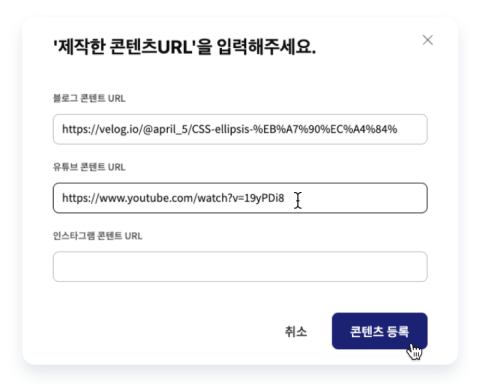 '제작한 콘텐츠URL'을 입력해주세요.
블로그 콘텐트 URL
https://velog.io/@april_5/CSS-ellipsis-%EB%A7%90%EC%A4%84%
유튜브 콘텐트 URL
https://www.youtube.com/watch?v=19yPDi8
인스타그램 콘텐트 URL
취소
콘텐츠 등록